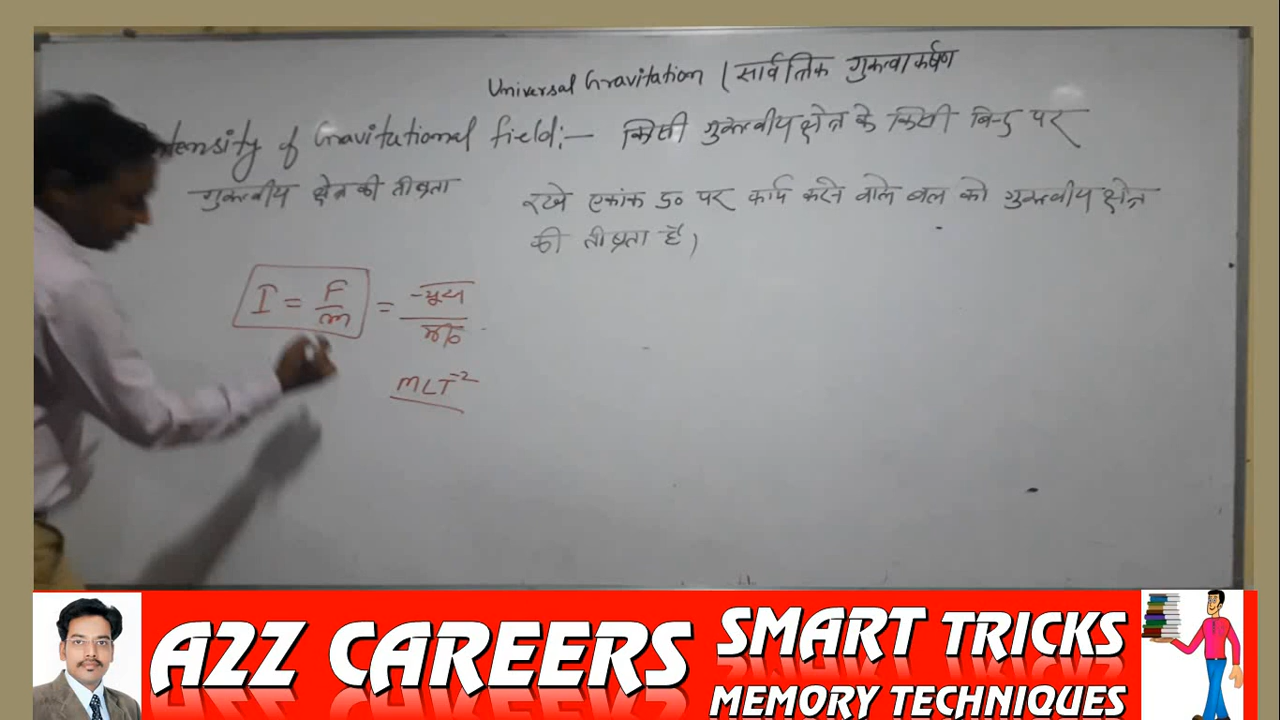 Universal Gravitation (सार्वत्रिक गुरुत्वाकर्षण
Intensity of Gravitational field:- किसी गुरुत्वीय क्षेत्र के किसी बिन्दु पर
गुरुत्वीय क्षेत्र की तीव्रता रखे एकांक द्र० पर कार्य करने वाले बल को गुरुत्वीय क्षेत्र
की तीव्रता है।
I = F/m =
MLT⁻²
A2Z CAREERS
SMART TRICKS
MEMORY TECHNIQUES